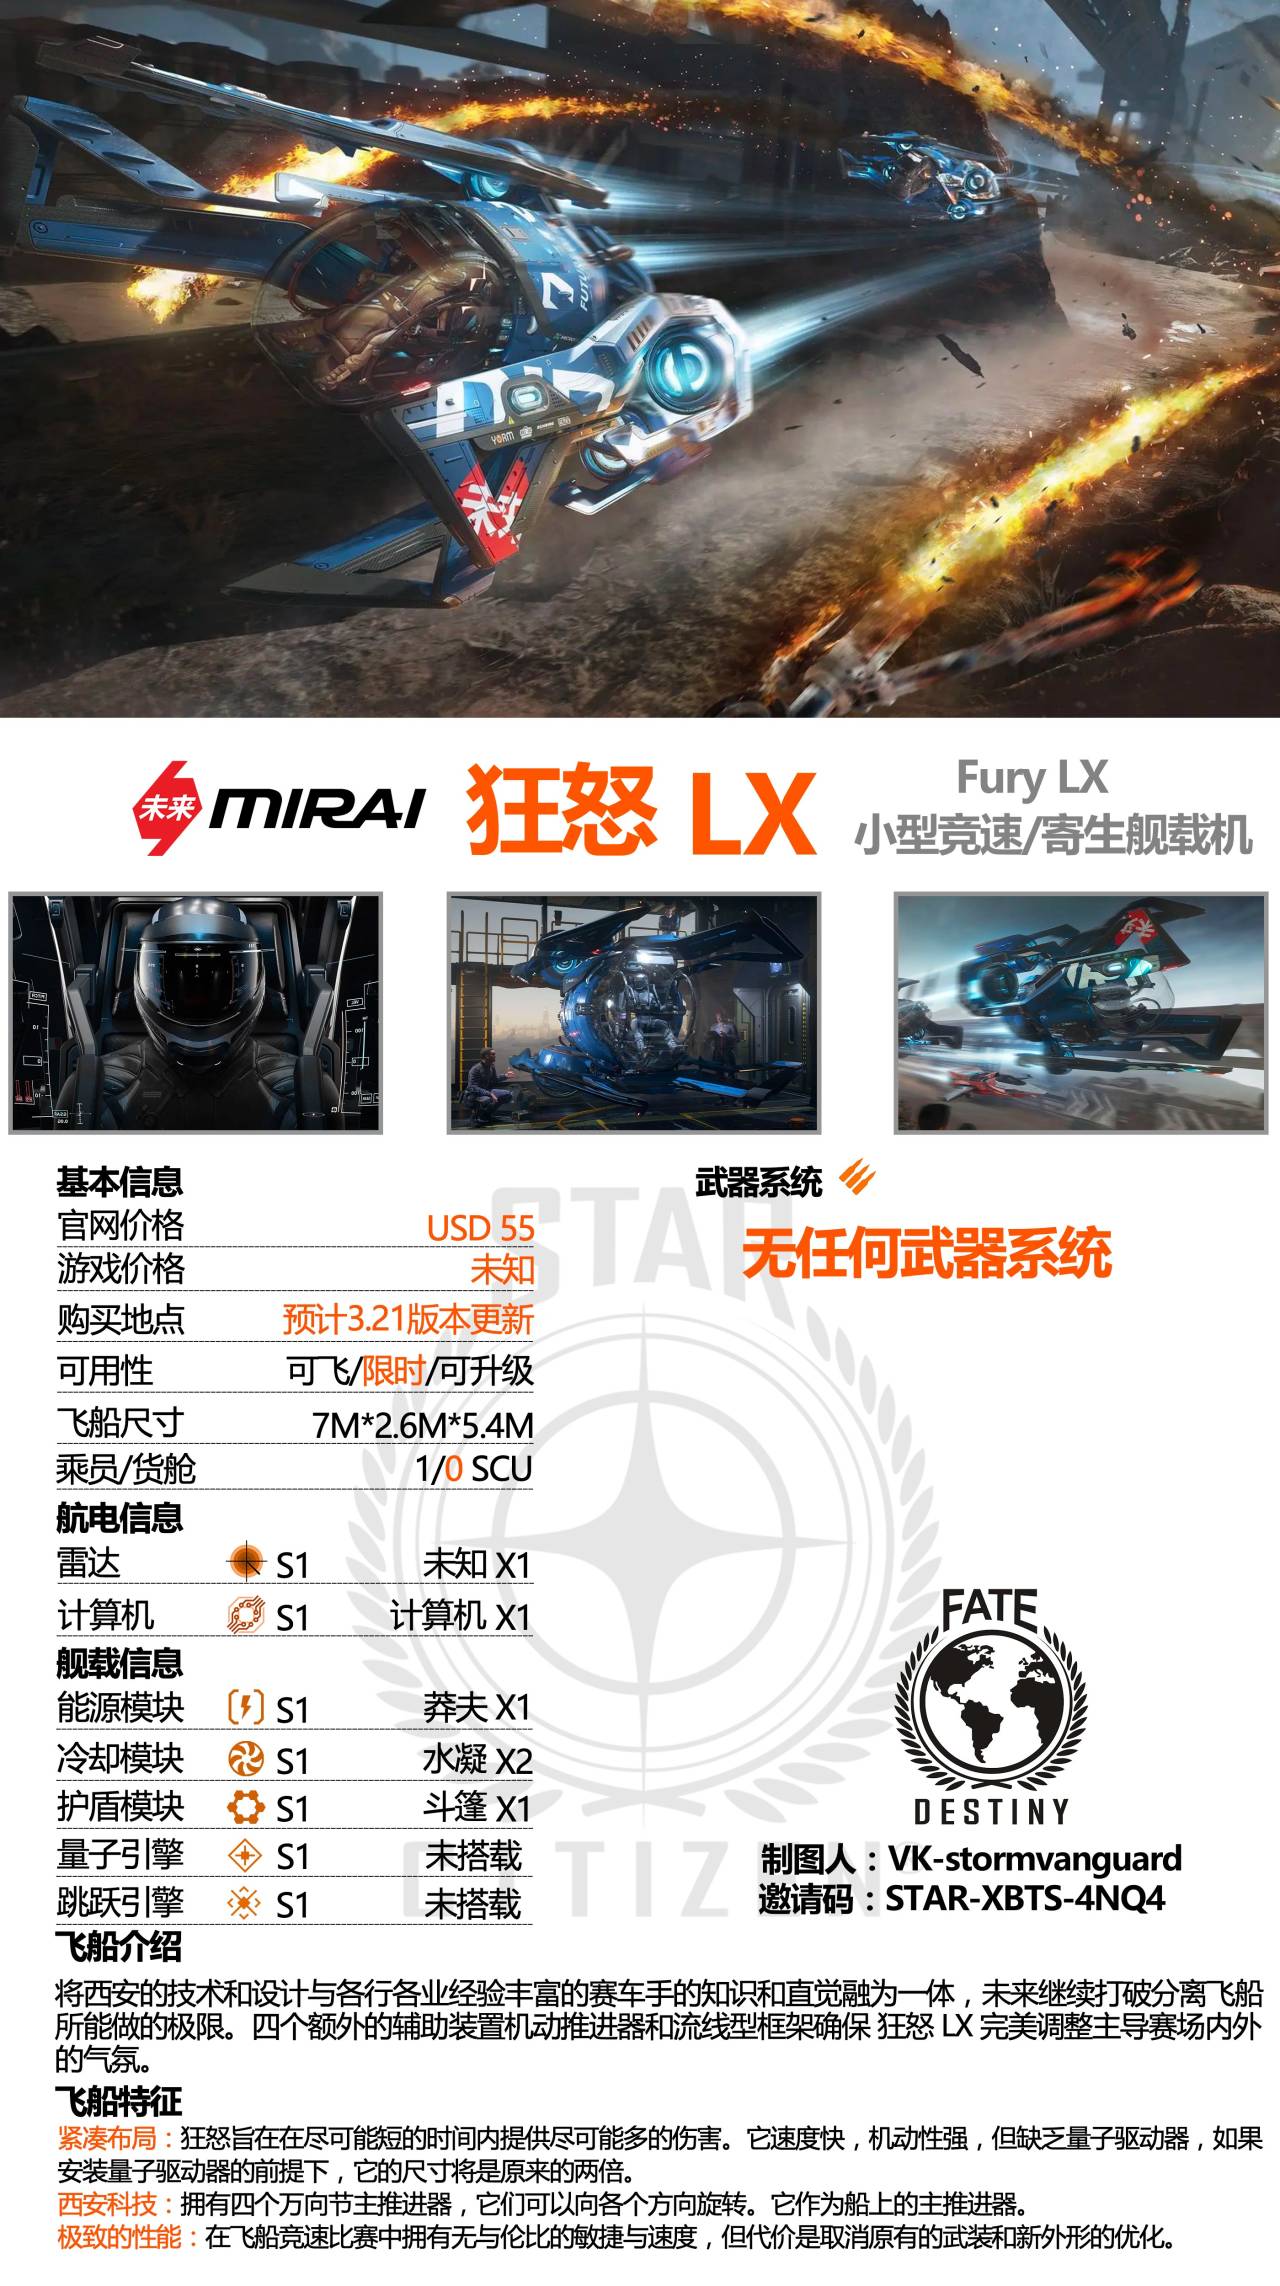 7
FUTU
YORM
未来
未来 MIRAI
狂怒 LX
Fury LX
小型竞速/寄生舰载机
基本信息
官网价格 USD 55
游戏价格 未知
购买地点 预计3.21版本更新
可用性 可飞/限时/可升级
飞船尺寸 7M*2.6M*5.4M
乘员/货舱 1/0 SCU
航电信息
雷达 S1 未知 X1
计算机 S1 计算机 X1
舰载信息
能源模块 S1 莽夫 X1
冷却模块 S1 水凝 X2
护盾模块 S1 斗篷 X1
量子引擎 S1 未搭载
跳跃引擎 S1 未搭载
武器系统
无任何武器系统
STAR
CITIZEN
FATE
DESTINY
制图人：VK-stormvanguard
邀请码：STAR-XBTS-4NQ4
飞船介绍
将西安的技术和设计与各行各业经验丰富的赛车手的知识和直觉融为一体，未来继续打破分离飞船
所能做的极限。四个额外的辅助装置机动推进器和流线型框架确保 狂怒 LX 完美调整主导赛场内外
的气氛。
飞船特征
紧凑布局：狂怒旨在在尽可能短的时间内提供尽可能多的伤害。它速度快，机动性强，但缺乏量子驱动器，如果
安装量子驱动器的前提下，它的尺寸将是原来的两倍。
西安科技：拥有四个万向节主推进器，它们可以向各个方向旋转。它作为船上的主推进器。
极致的性能：在飞船竞速比赛中拥有无与伦比的敏捷与速度，但代价是取消原有的武装和新外形的优化。